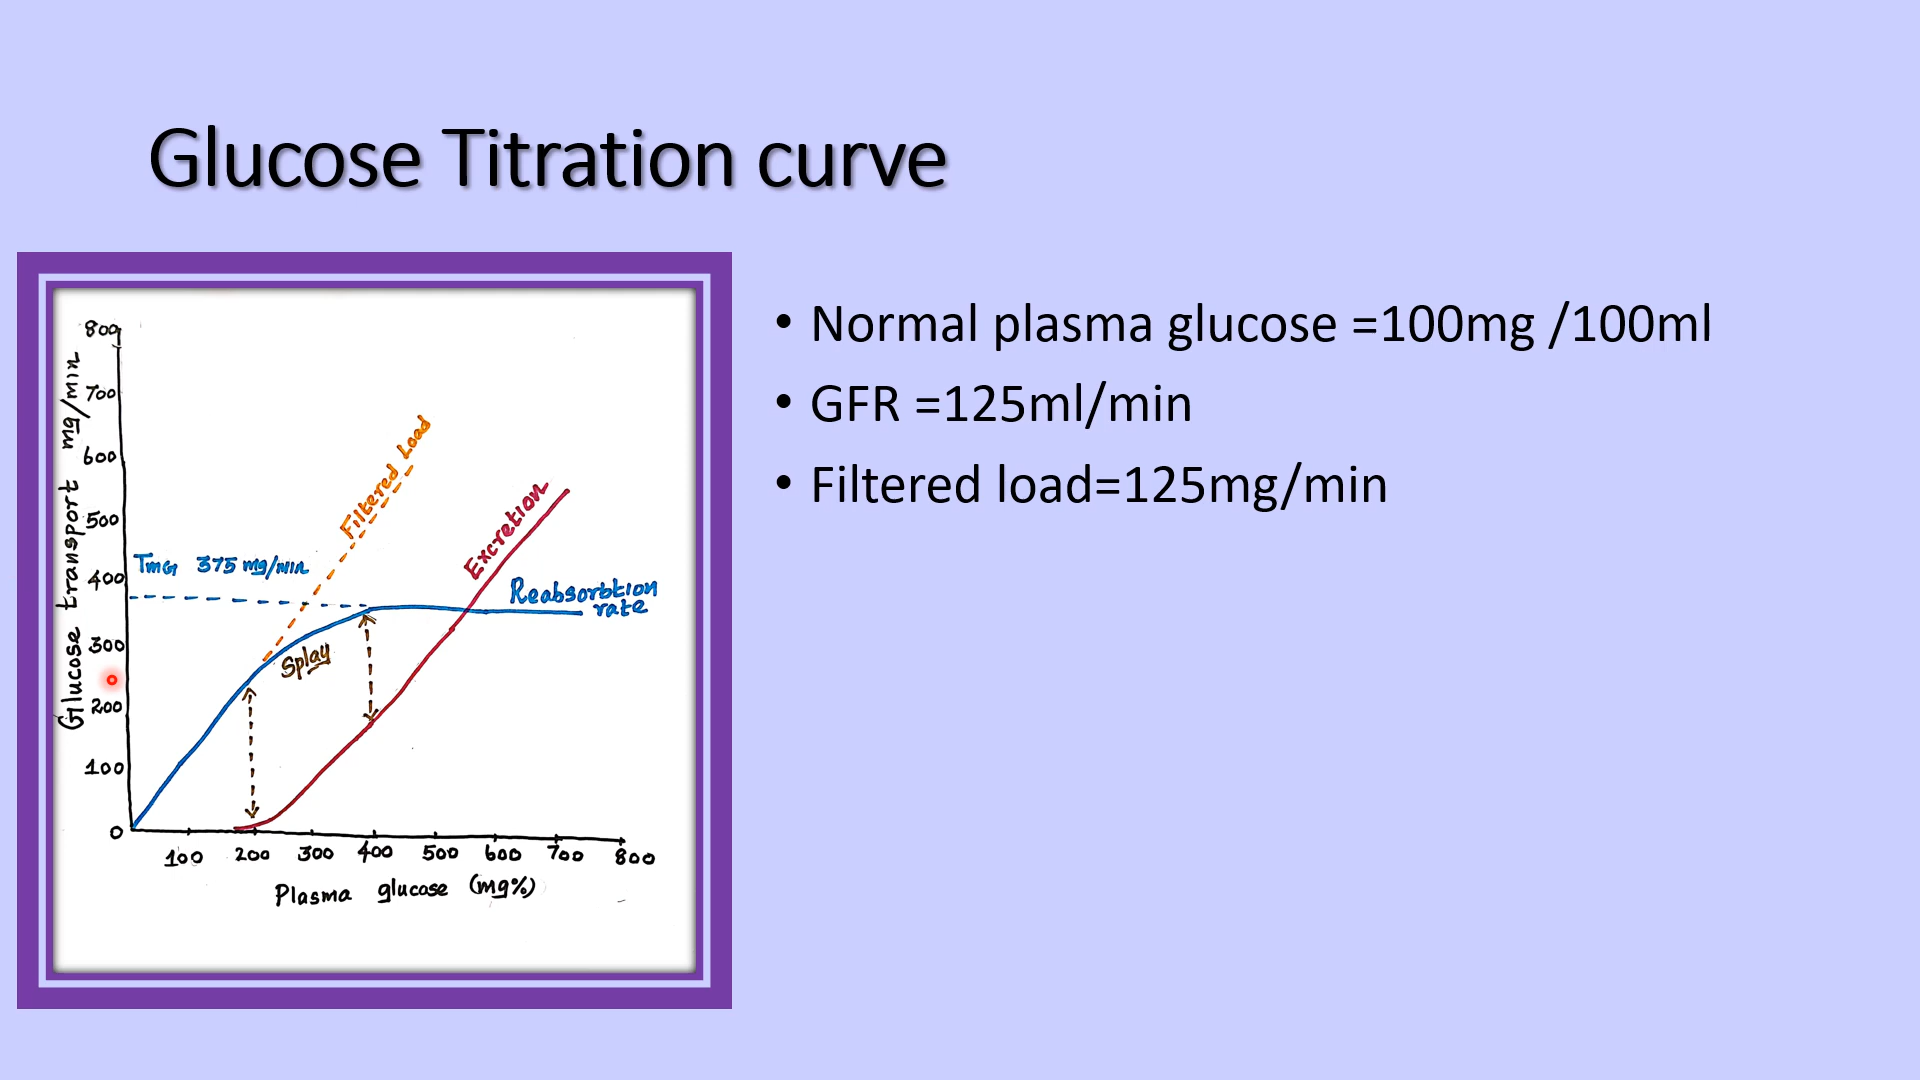 Glucose Titration curve
• Normal plasma glucose =100mg /100ml
• GFR =125ml/min
• Filtered load=125mg/min
Glucose transport mg/min
800
700
600
500
400
300
200
100
0
TmG 375 mg/min
Filtered Load
Excretion
Reabsorbtion
rate
Splay
100 200 300 400 500 600 700 800
Plasma glucose (mg%)